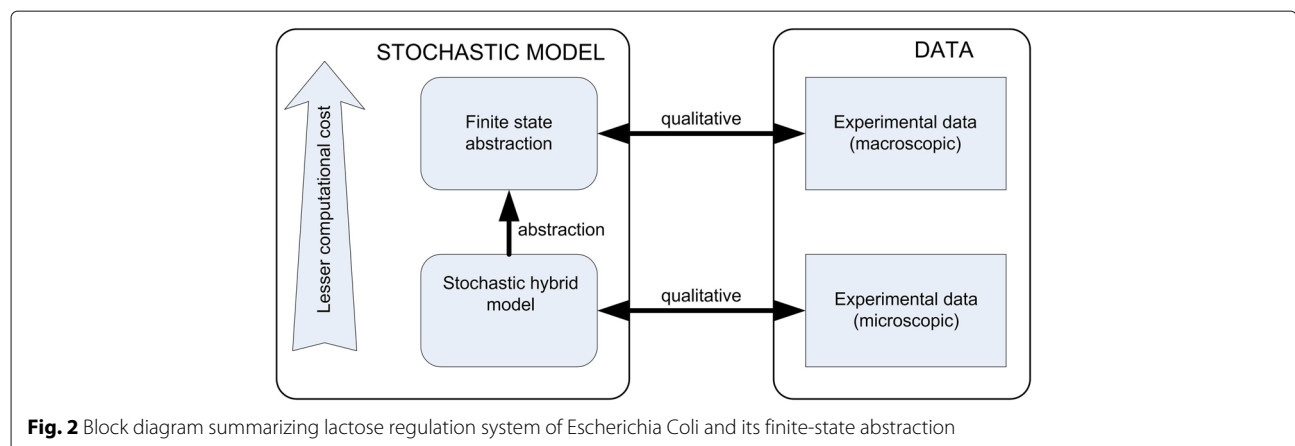 STOCHASTIC MODEL
Lesser computational cost
Finite state
abstraction
abstraction
Stochastic hybrid
model
qualitative
qualitative
DATA
Experimental data
(macroscopic)
Experimental data
(microscopic)
Fig. 2 Block diagram summarizing lactose regulation system of Escherichia Coli and its finite-state abstraction